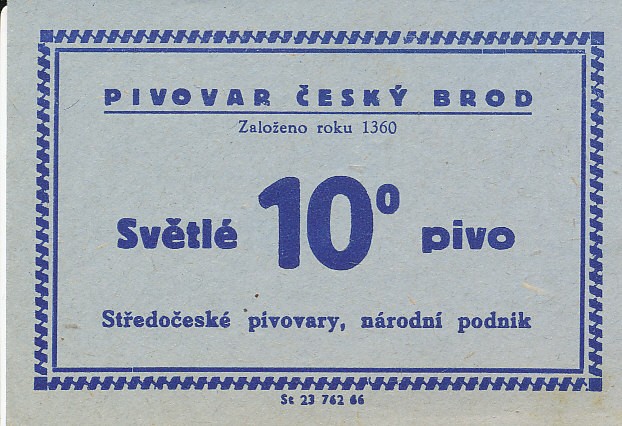 PIVOVAR ČESKÝ BROD
Založeno roku 1360
Světlé 10° pivo
Středočeské pivovary, národní podnik
St 23 762 66